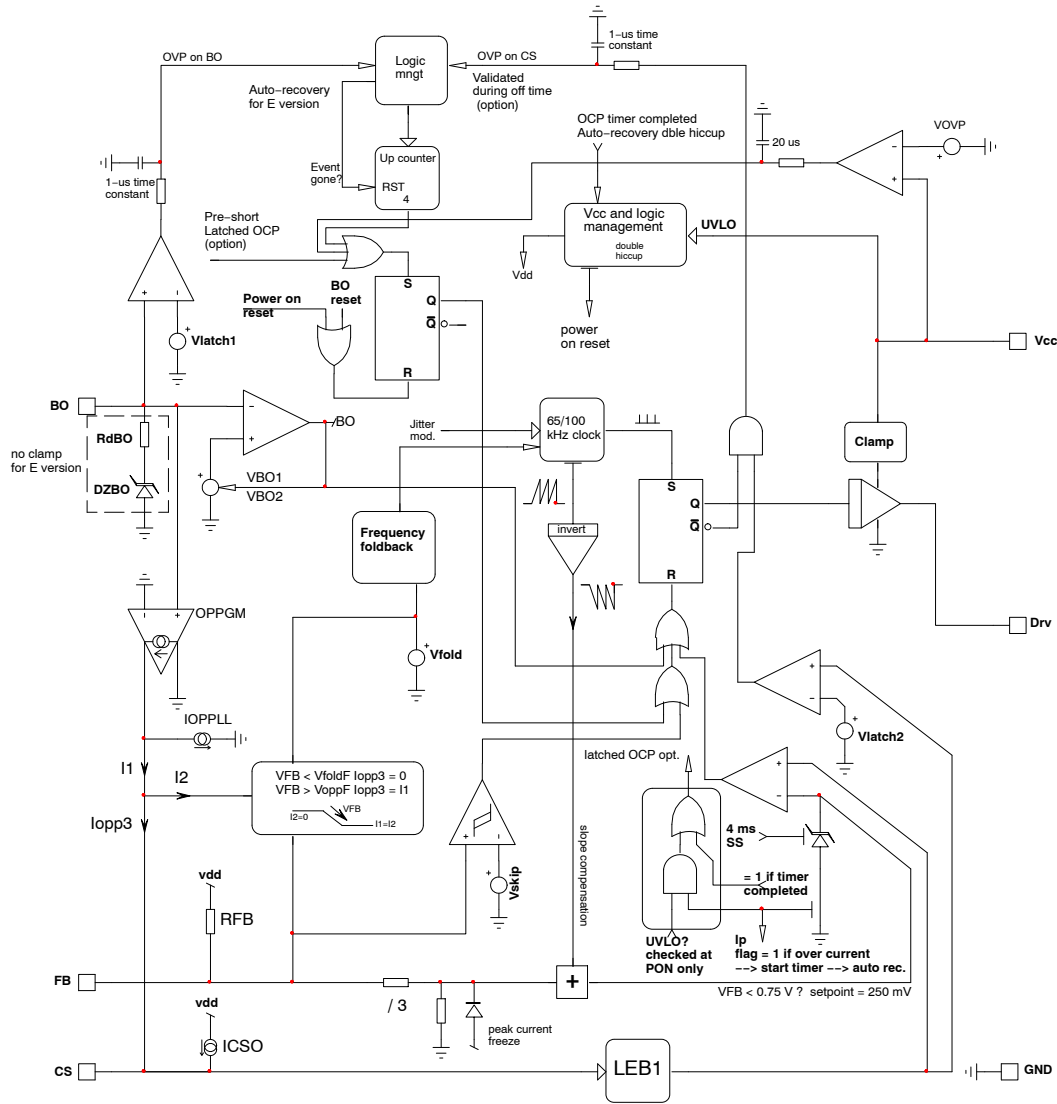 1−us time
constant
OVP on BO
Logic
mngt
OVP on CS
Validated
during off time
(option)
Auto−recovery
for E version
OCP timer completed
Auto−recovery dble hiccup
20 us
VOVP
−
+
+
Up counter
RST
4
Event
gone?
1−us time
constant
Pre−short
Latched OCP
(option)
Vcc and logic
management
double
hiccup
UVLO
Vdd
power
on reset
S
Q
Q
R
Power on
reset
BO
reset
+
−
+
Vlatch1
Vcc
BO
−
+
/BO
+
RdBO
DZBO
no clamp
for E version
VBO1
VBO2
Jitter
mod.
65/100
kHz clock
Clamp
S
Q
Q
R
invert
Frequency
foldback
−
+
OPPGM
+
Vfold
Drv
+
−
+
Vlatch2
IOPPLL
I1
I2
Iopp3
VFB < VfoldF Iopp3 = 0
VFB > VoppF Iopp3 = I1
VFB
I2=0
I1=I2
+
−
+
Vskip
slope compensation
latched OCP opt.
+
−
4 ms
SS
= 1 if timer
completed
UVLO?
checked at
PON only
Ip
flag = 1 if over current
−−> start timer −−> auto rec.
VFB < 0.75 V ? setpoint = 250 mV
vdd
RFB
FB
/ 3
+
peak current
freeze
vdd
ICSO
CS
LEB1
GND